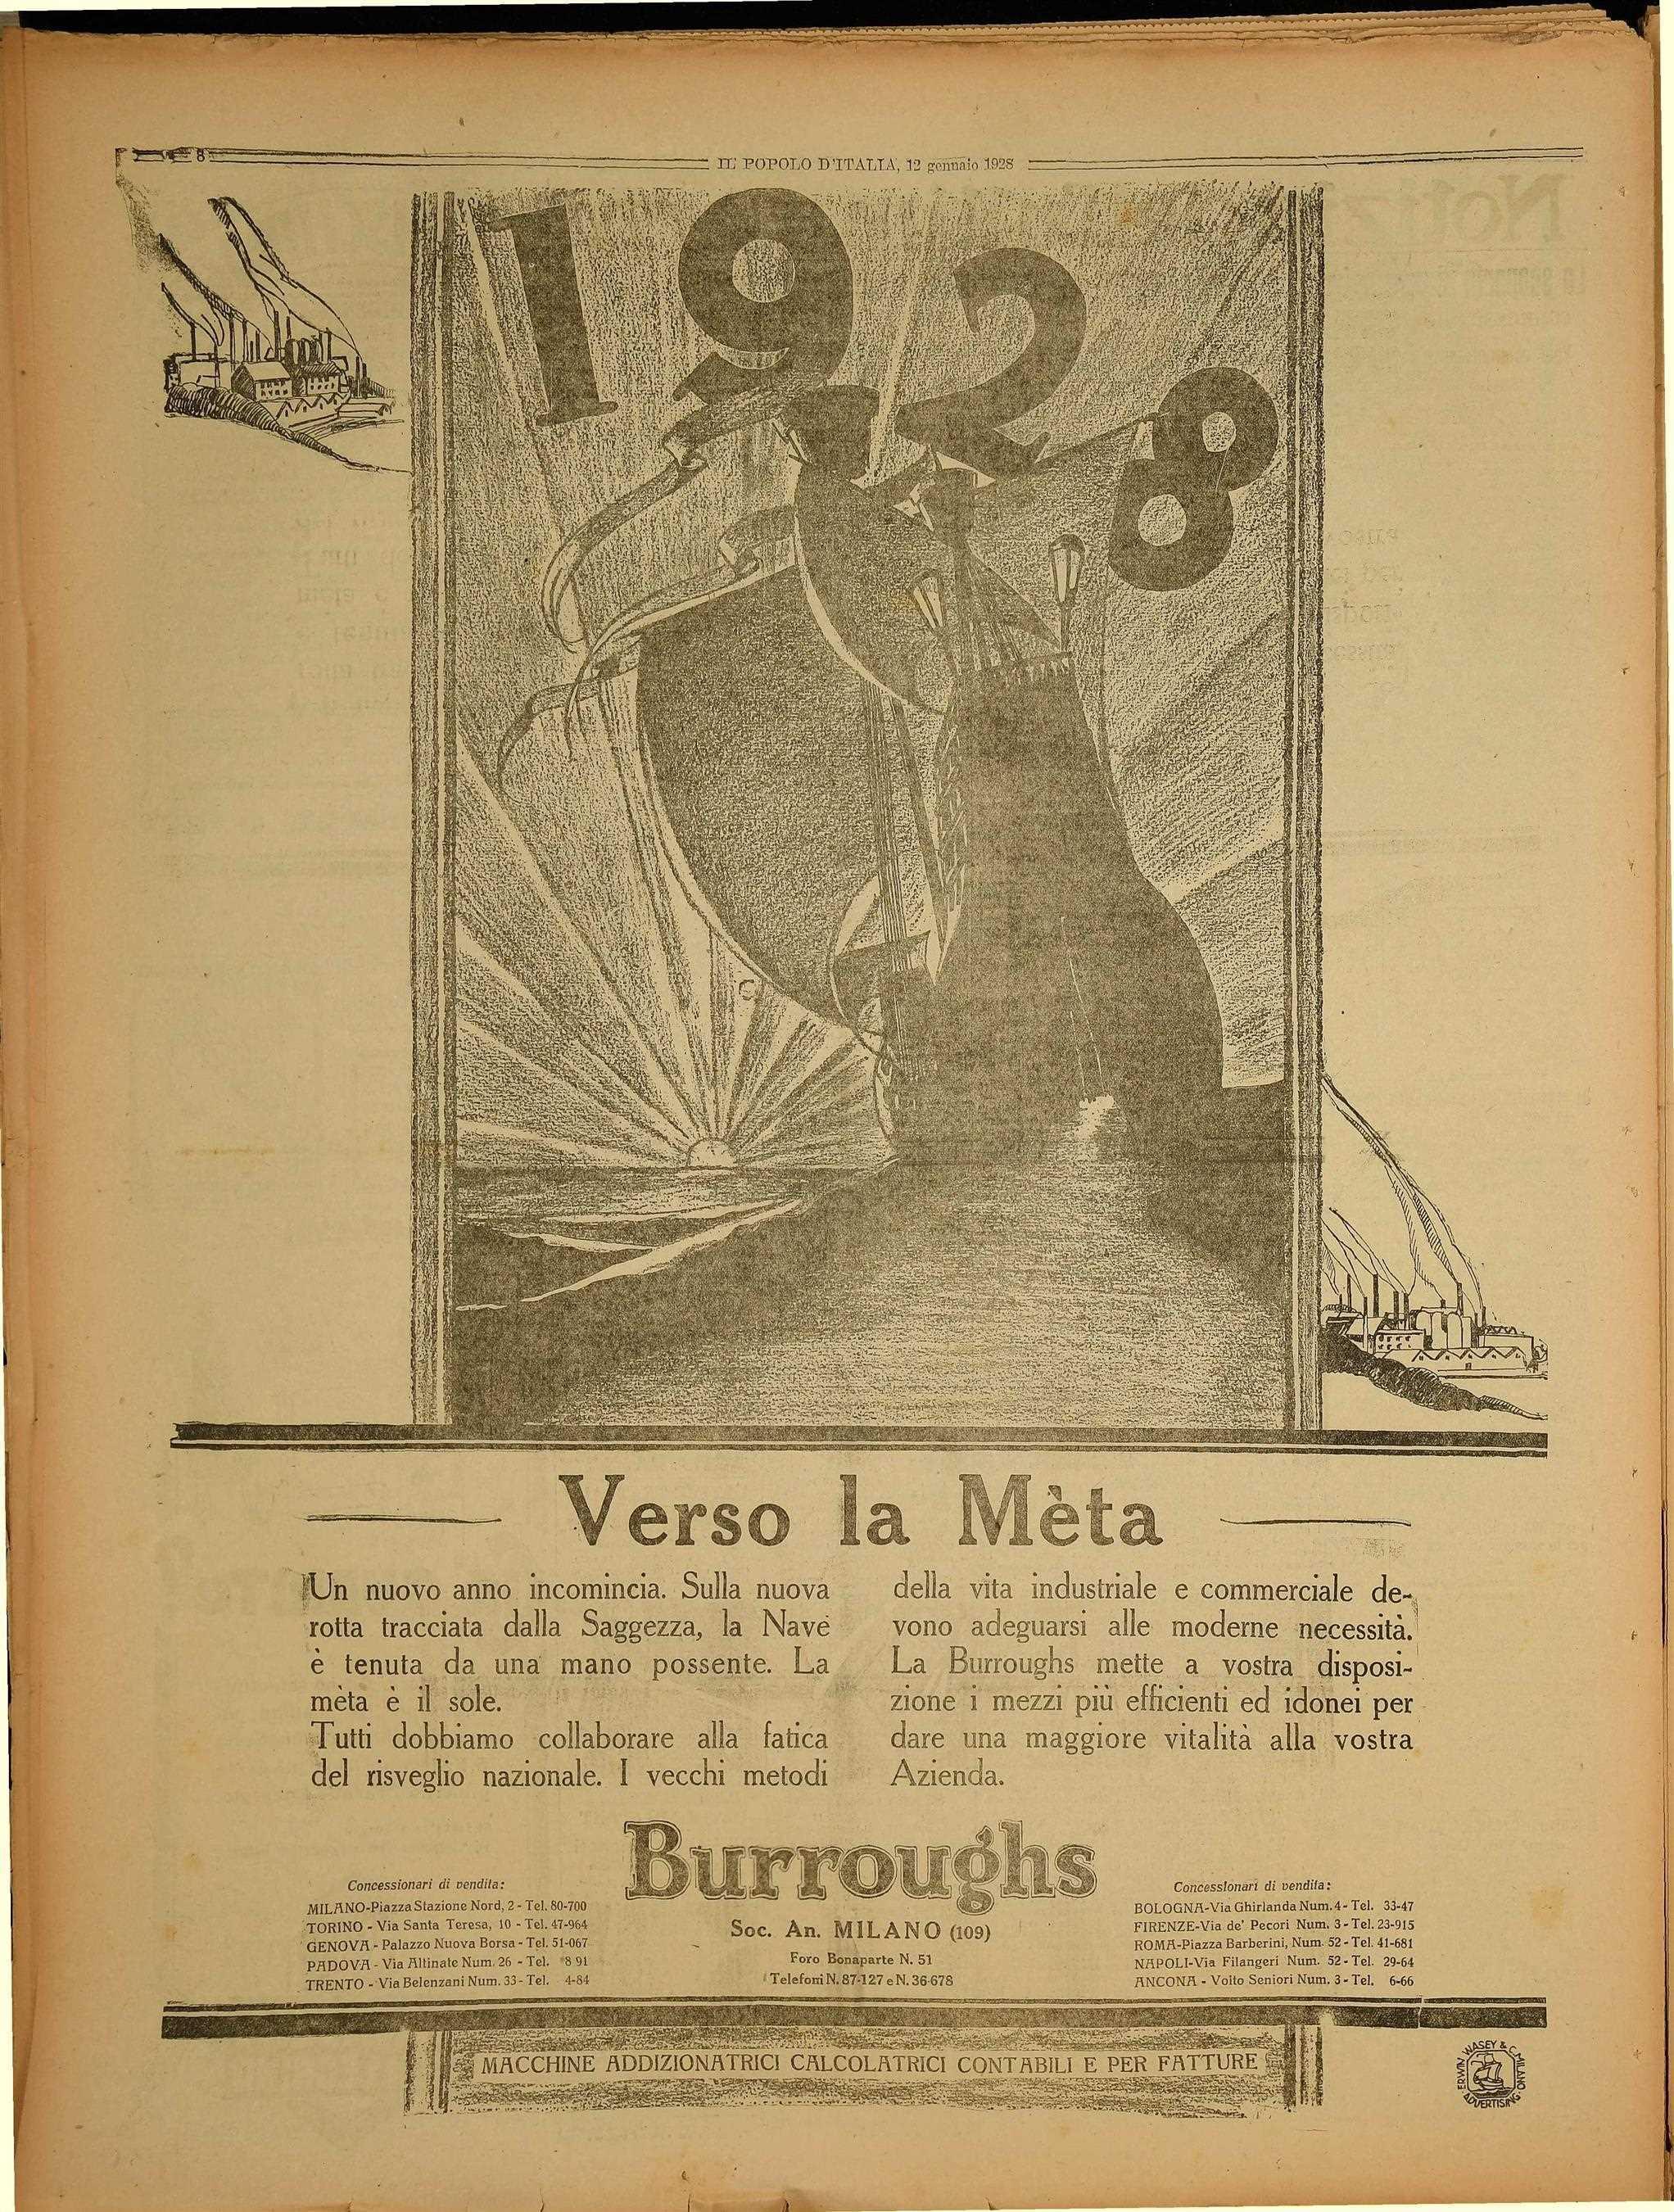 8
IL POPOLO D'ITALIA, 12 gennaio 1928
1928
Verso la Mèta
Un nuovo anno incomincia. Sulla nuova
rotta tracciata dalla Saggezza, la Nave
è tenuta da una mano possente. La
mèta è il sole.
Tutti dobbiamo collaborare alla fatica
del risveglio nazionale. I vecchi metodi
della vita industriale e commerciale de-
vono adeguarsi alle moderne necessità.
La Burroughs mette a vostra disposi-
zione i mezzi più efficienti ed idonei per
dare una maggiore vitalità alla vostra
Azienda.
Burroughs
Soc. An. MILANO (109)
Foro Bonaparte N. 51
Telefoni N. 87-127 e N. 36-678
Concessionari di vendita:
MILANO-Piazza Stazione Nord, 2 - Tel. 80-700
TORINO - Via Santa Teresa, 10 - Tel. 47-964
GENOVA - Palazzo Nuova Borsa - Tel. 51-067
PADOVA - Via Altinate Num. 26 - Tel. 8 91
TRENTO - Via Belenzani Num. 33 - Tel. 4-84
Concessionari di vendita:
BOLOGNA-Via Ghirlanda Num. 4 - Tel. 33-47
FIRENZE-Via de' Pecori Num. 3 - Tel. 23-915
ROMA-Piazza Barberini, Num. 52 - Tel. 41-681
NAPOLI-Via Filangeri Num. 52 - Tel. 29-64
ANCONA - Volto Seniori Num. 3 - Tel. 6-66
MACCHINE ADDIZIONATRICI CALCOLATRICI CONTABILI E PER FATTURE
ERWIN WASEY & C. MILANO
ADVERTISING